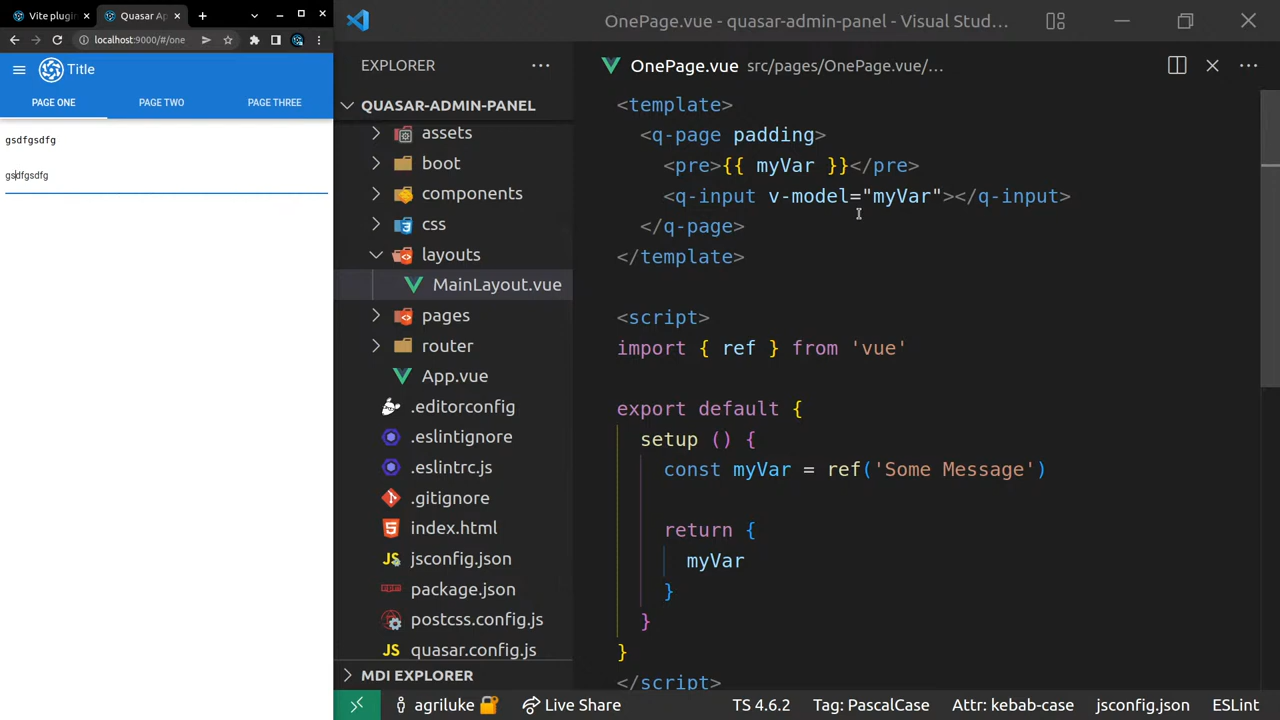 Vite plugin
Quasar Ap
localhost:9000/#/one
Title
PAGE ONE
PAGE TWO
PAGE THREE
gsdfgsdfg
gsdfgsdfg
OnePage.vue - quasar-admin-panel - Visual Stud...
EXPLORER
QUASAR-ADMIN-PANEL
assets
boot
components
css
layouts
MainLayout.vue
pages
router
App.vue
.editorconfig
.eslintignore
.eslintrc.js
.gitignore
index.html
JS jsconfig.json
package.json
postcss.config.js
JS quasar.config.js
MDI EXPLORER
OnePage.vue src/pages/OnePage.vue/...
<template>
<q-page padding>
<pre>{{ myVar }}</pre>
<q-input v-model="myVar"></q-input>
</q-page>
</template>
<script>
import { ref } from 'vue'
export default {
setup () {
const myVar = ref('Some Message')
return {
myVar
}
}
}
</script>
agriluke
Live Share
TS 4.6.2
Tag: PascalCase
Attr: kebab-case
jsconfig.json
ESLint